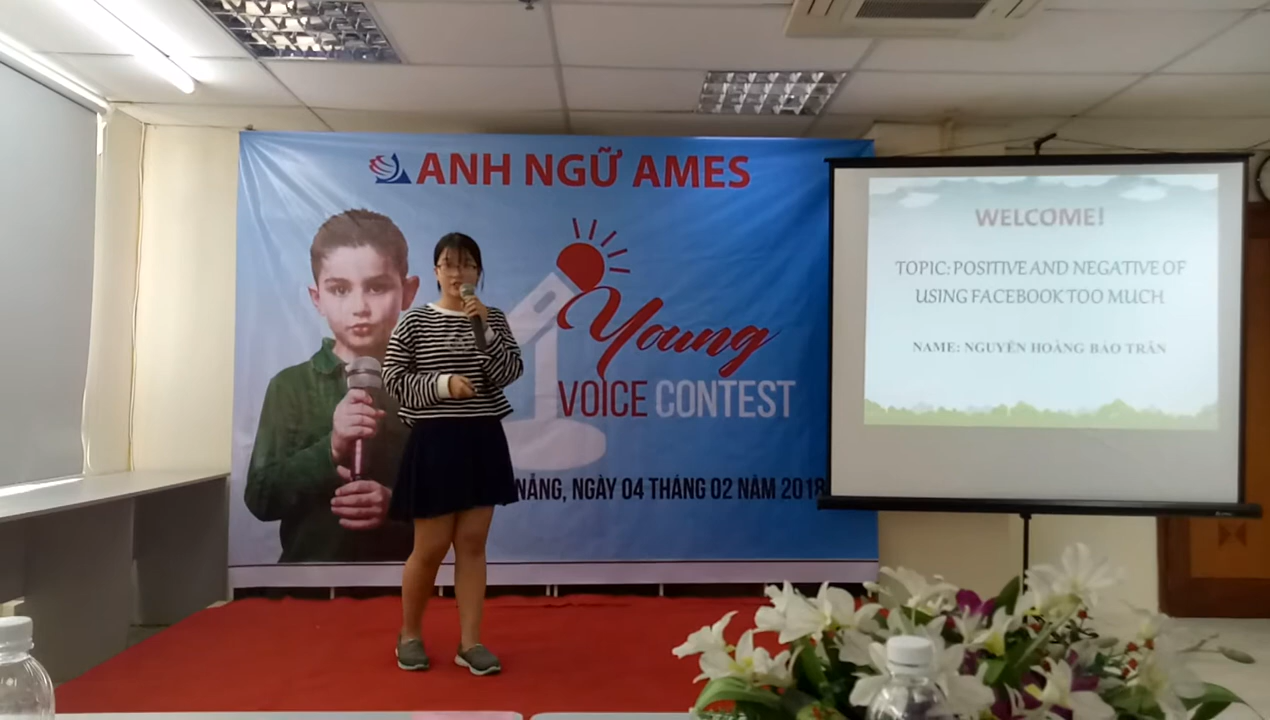 ANH NGỮ AMES
Young
VOICE CONTEST
NẴNG, NGÀY 04 THÁNG 02 NĂM 2018
WELCOME!
TOPIC: POSITIVE AND NEGATIVE OF
USING FACEBOOK TOO MUCH
NAME: NGUYỄN HOÀNG BẢO TRÂN